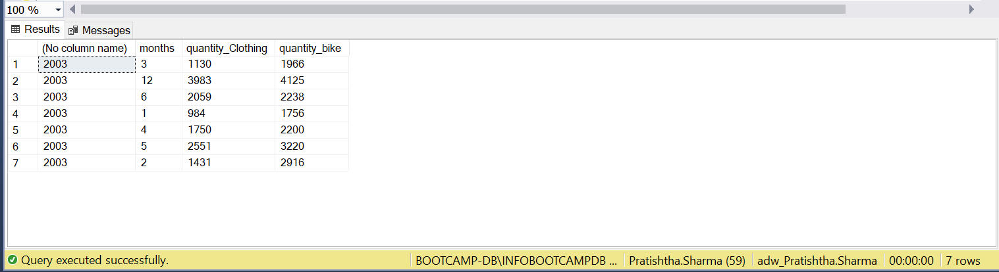 100 %
Results Messages
(No column name) months quantity_Clothing quantity_bike
1 2003 3 1130 1966
2 2003 12 3983 4125
3 2003 6 2059 2238
4 2003 1 984 1756
5 2003 4 1750 2200
6 2003 5 2551 3220
7 2003 2 1431 2916
Query executed successfully. BOOTCAMP-DB\INFOBOOTCAMPDB ... Pratishtha.Sharma (59) adw_Pratishtha.Sharma 00:00:00 7 rows